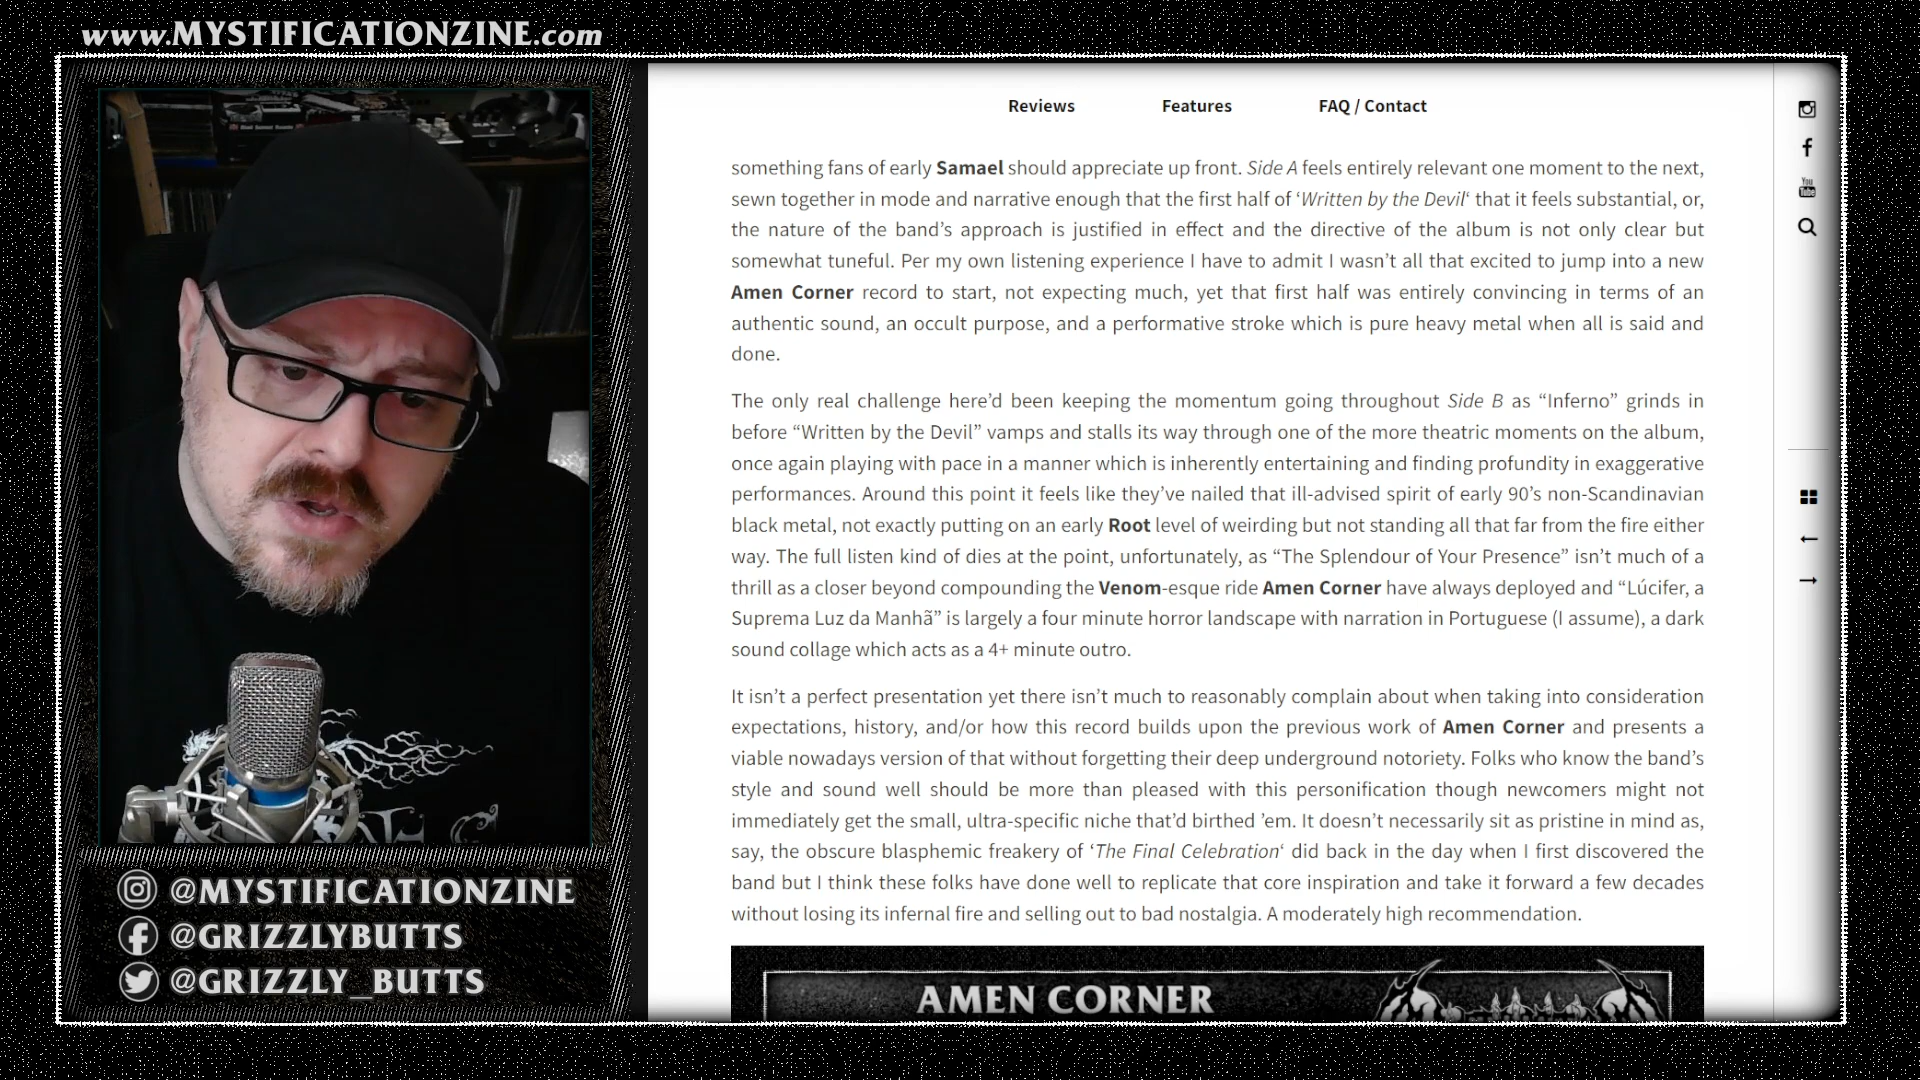 www.MYSTIFICATIONZINE.com
Reviews Features FAQ / Contact
something fans of early Samael should appreciate up front. Side A feels entirely relevant one moment to the next,
sewn together in mode and narrative enough that the first half of ‘Written by the Devil‘ that it feels substantial, or,
the nature of the band’s approach is justified in effect and the directive of the album is not only clear but
somewhat tuneful. Per my own listening experience I have to admit I wasn’t all that excited to jump into a new
Amen Corner record to start, not expecting much, yet that first half was entirely convincing in terms of an
authentic sound, an occult purpose, and a performative stroke which is pure heavy metal when all is said and
done.
The only real challenge here’d been keeping the momentum going throughout Side B as “Inferno” grinds in
before “Written by the Devil” vamps and stalls its way through one of the more theatric moments on the album,
once again playing with pace in a manner which is inherently entertaining and finding profundity in exaggerative
performances. Around this point it feels like they’ve nailed that ill-advised spirit of early 90’s non-Scandinavian
black metal, not exactly putting on an early Root level of weirding but not standing all that far from the fire either
way. The full listen kind of dies at the point, unfortunately, as “The Splendour of Your Presence” isn’t much of a
thrill as a closer beyond compounding the Venom-esque ride Amen Corner have always deployed and “Lúcifer, a
Suprema Luz da Manhã” is largely a four minute horror landscape with narration in Portuguese (I assume), a dark
sound collage which acts as a 4+ minute outro.
It isn’t a perfect presentation yet there isn’t much to reasonably complain about when taking into consideration
expectations, history, and/or how this record builds upon the previous work of Amen Corner and presents a
viable nowadays version of that without forgetting their deep underground notoriety. Folks who know the band’s
style and sound well should be more than pleased with this personification though newcomers might not
immediately get the small, ultra-specific niche that’d birthed ’em. It doesn’t necessarily sit as pristine in mind as,
say, the obscure blasphemic freakery of ‘The Final Celebration‘ did back in the day when I first discovered the
band but I think these folks have done well to replicate that core inspiration and take it forward a few decades
without losing its infernal fire and selling out to bad nostalgia. A moderately high recommendation.
AMEN CORNER
You
Tube
@MYSTIFICATIONZINE
@GRIZZLYBUTTS
@GRIZZLY_BUTTS